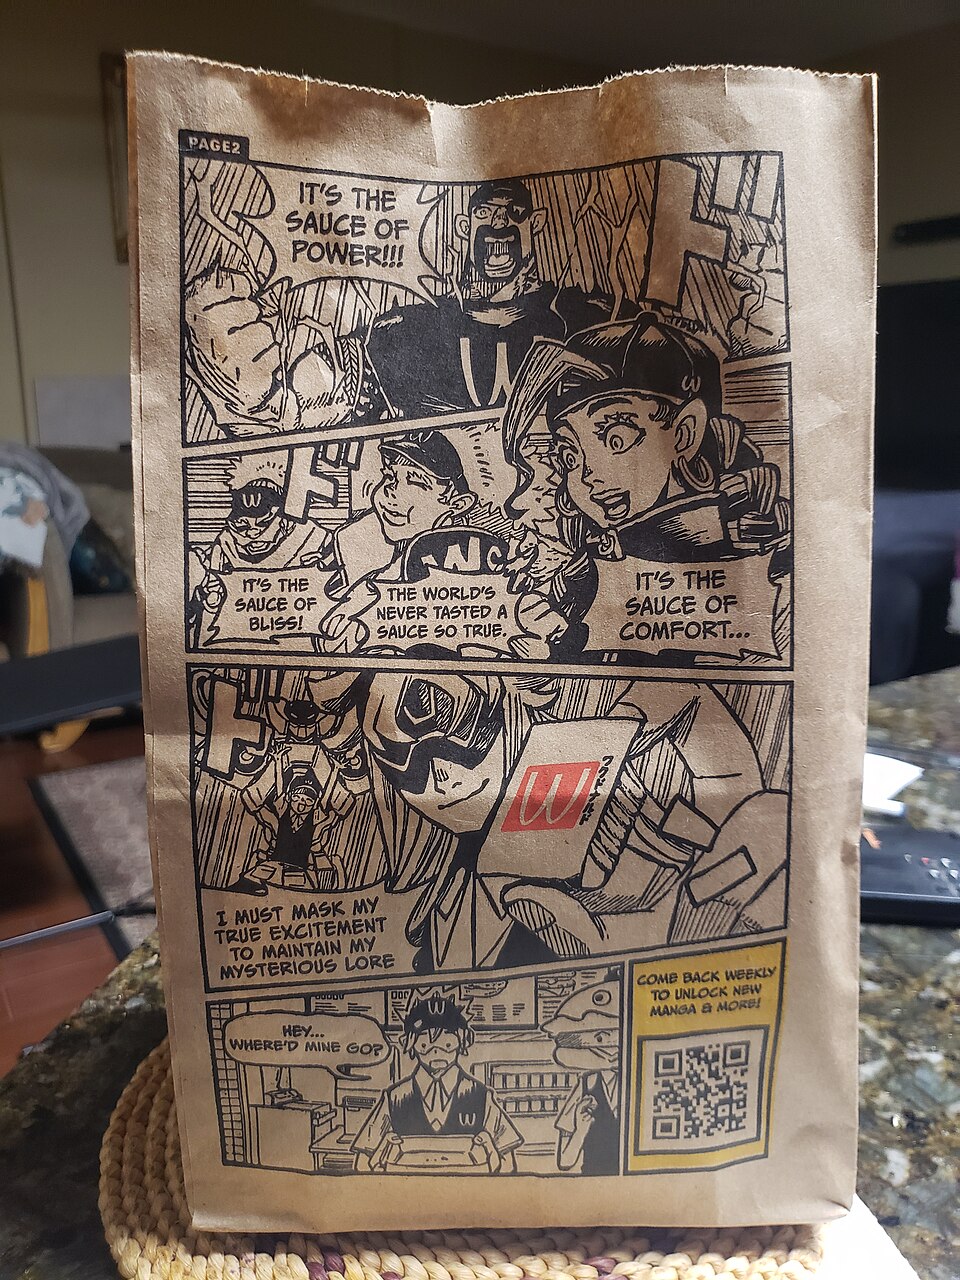 PAGE2
IT'S THE
SAUCE OF
POWER!!!
W
W
W
IT'S THE
SAUCE OF
BLISS!
THE WORLD'S
NEVER TASTED A
SAUCE SO TRUE.
IT'S THE
SAUCE OF
COMFORT...
W
I MUST MASK MY
TRUE EXCITEMENT
TO MAINTAIN MY
MYSTERIOUS LORE
HEY...
WHERE'D MINE GO?
W
W
COME BACK WEEKLY
TO UNLOCK NEW
MANGA & MORE!